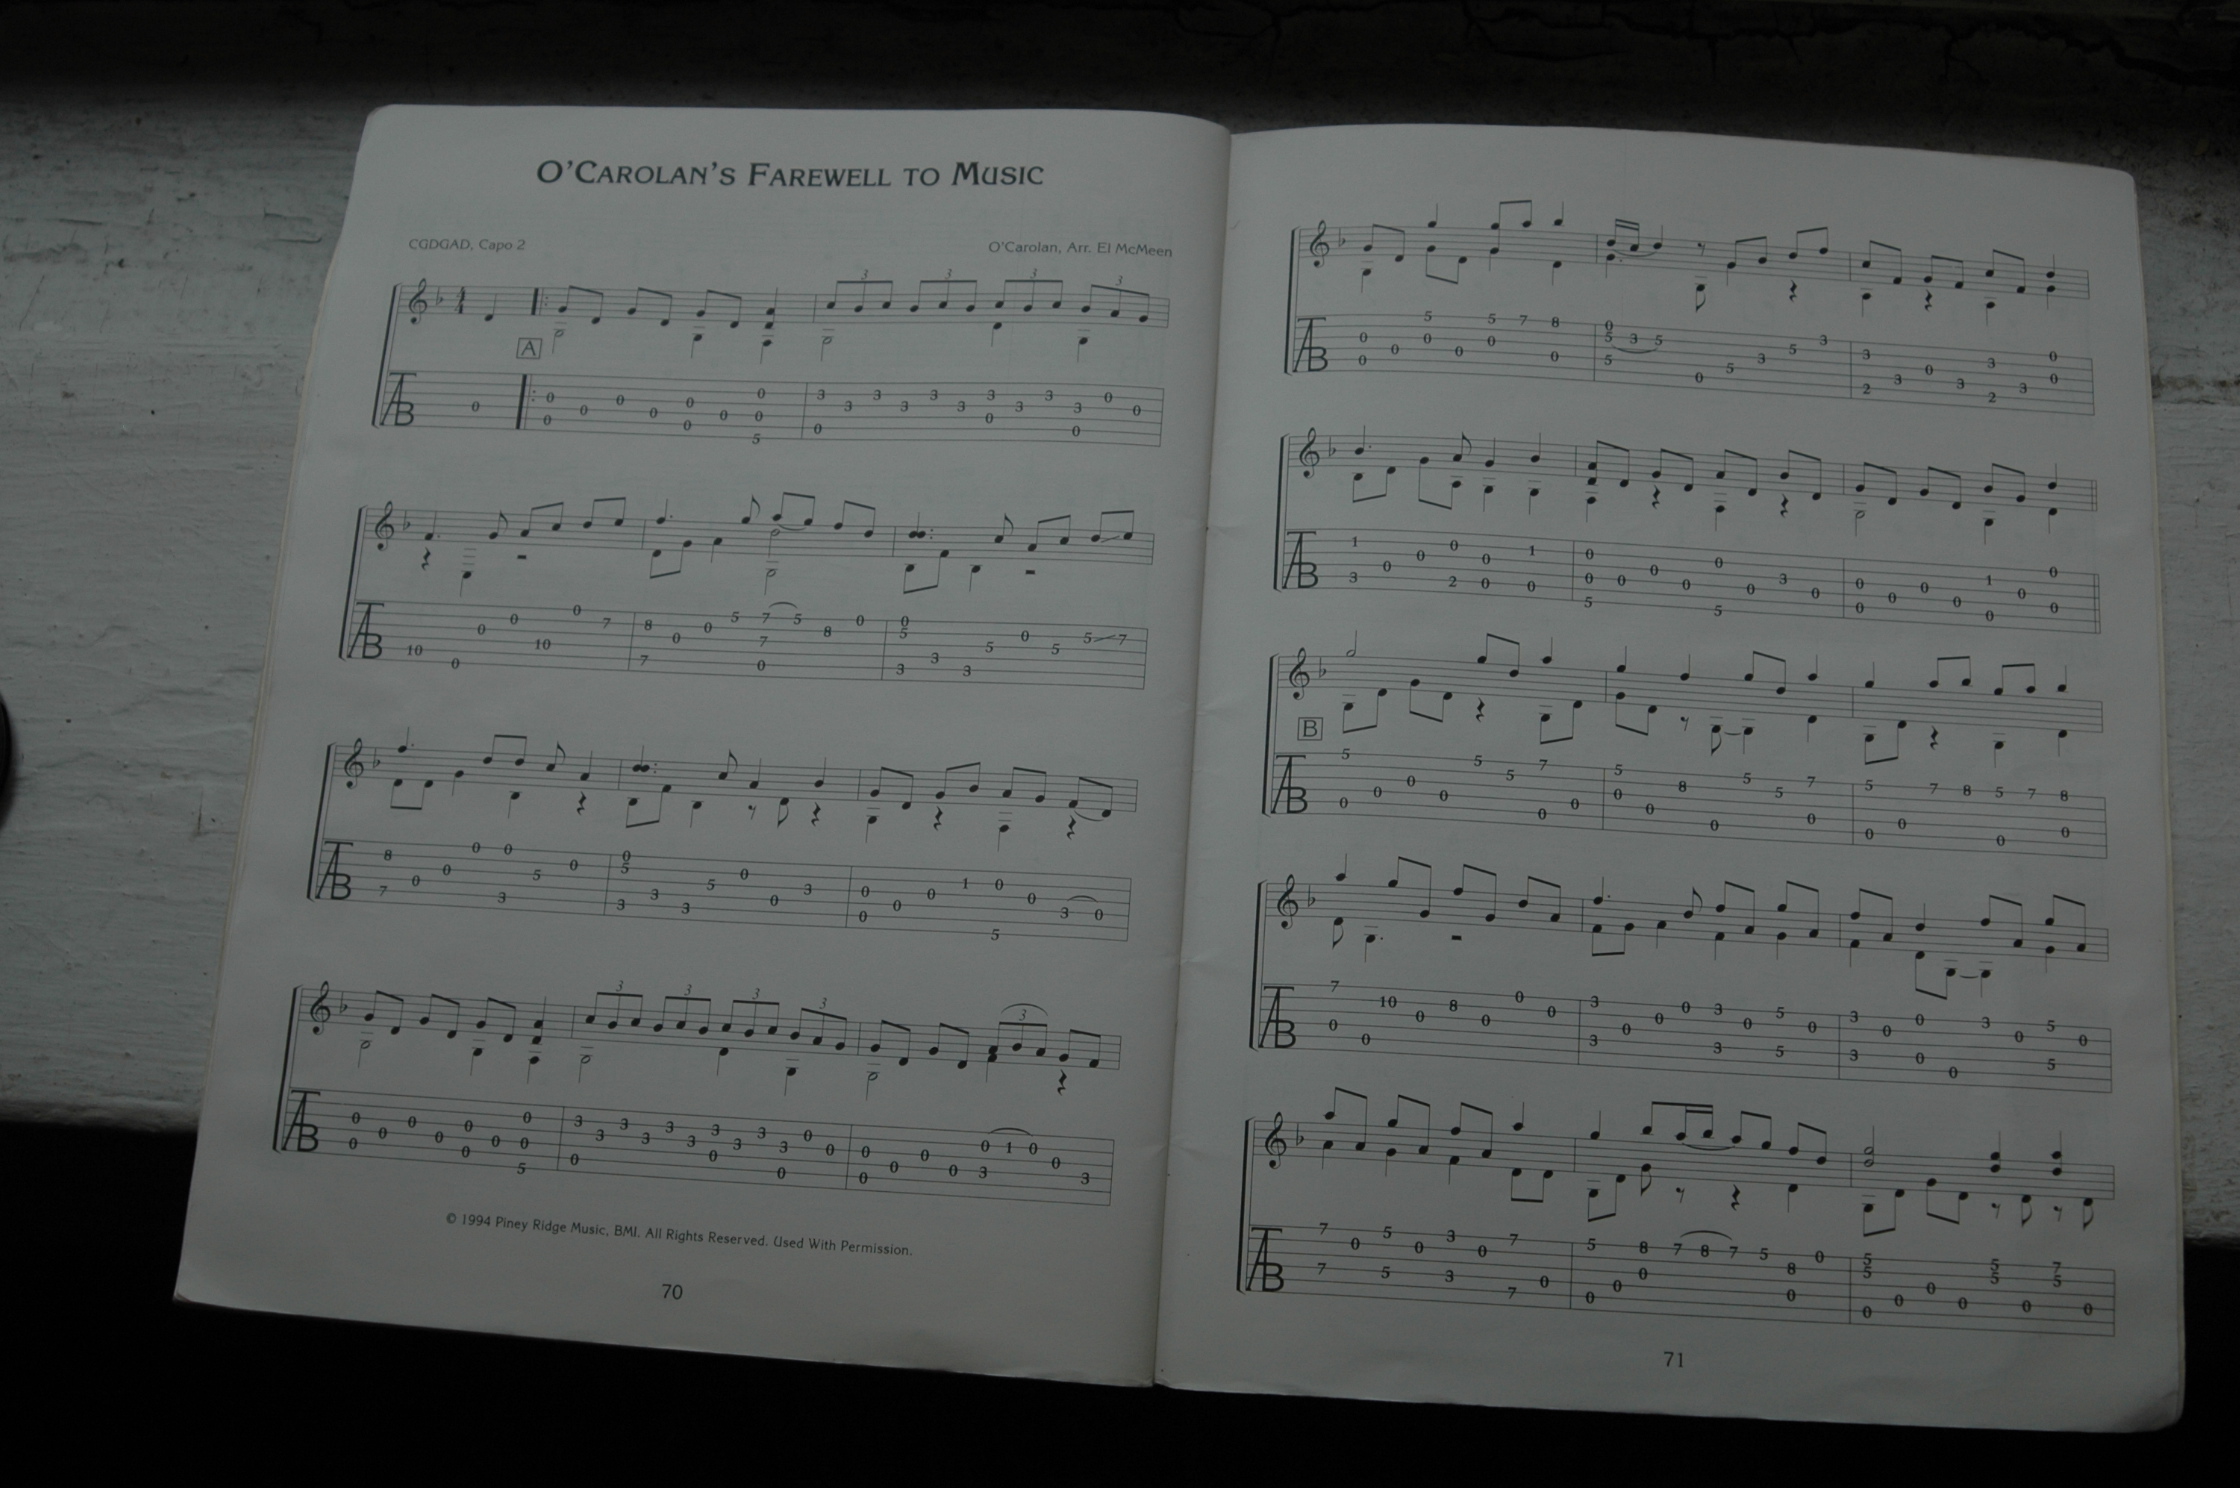 O'Carolan's Farewell to Music
CGDGAD, Capo 2
O'Carolan, Arr. El McMeen
A
© 1994 Piney Ridge Music, BMI. All Rights Reserved. Used With Permission.
70
B
71